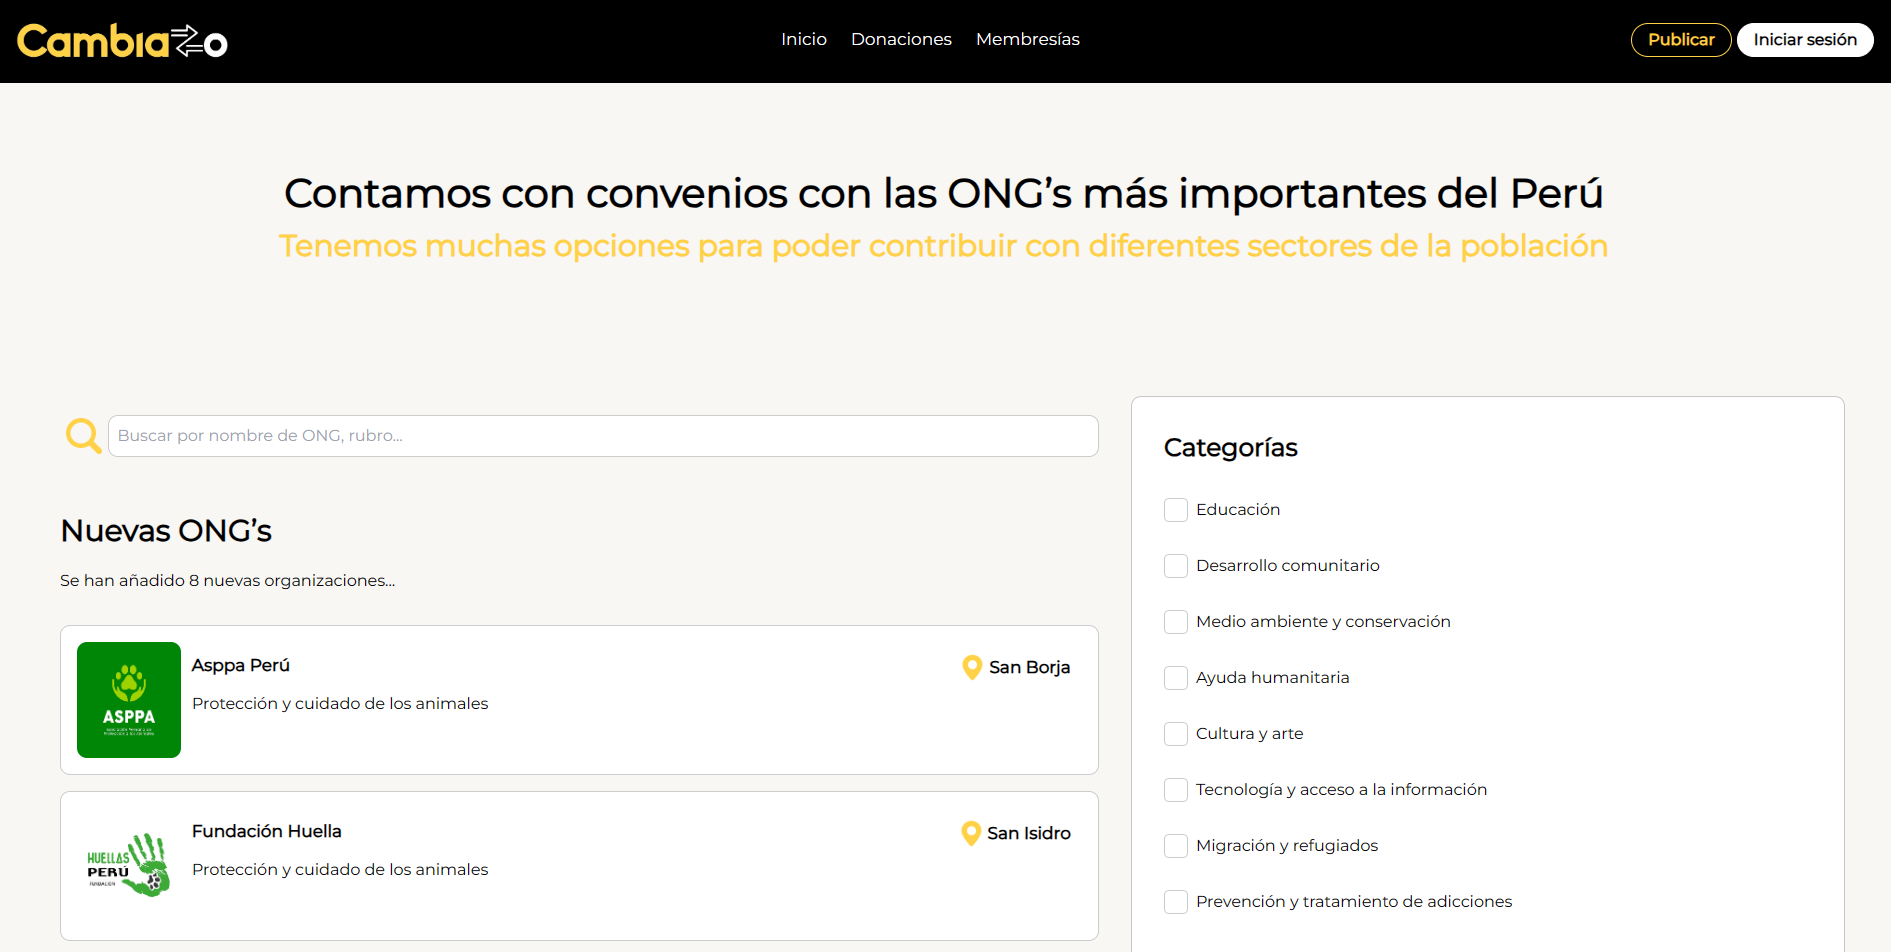 Cambiazo
Inicio
Donaciones
Membresías
Publicar
Iniciar sesión
Contamos con convenios con las ONG’s más importantes del Perú
Tenemos muchas opciones para poder contribuir con diferentes sectores de la población
Buscar por nombre de ONG, rubro...
Nuevas ONG’s
Se han añadido 8 nuevas organizaciones...
ASPPA
Asppa Perú
San Borja
Protección y cuidado de los animales
HUELLAS
PERÚ
FUNDACIÓN
Fundación Huella
San Isidro
Protección y cuidado de los animales
Categorías
Educación
Desarrollo comunitario
Medio ambiente y conservación
Ayuda humanitaria
Cultura y arte
Tecnología y acceso a la información
Migración y refugiados
Prevención y tratamiento de adicciones